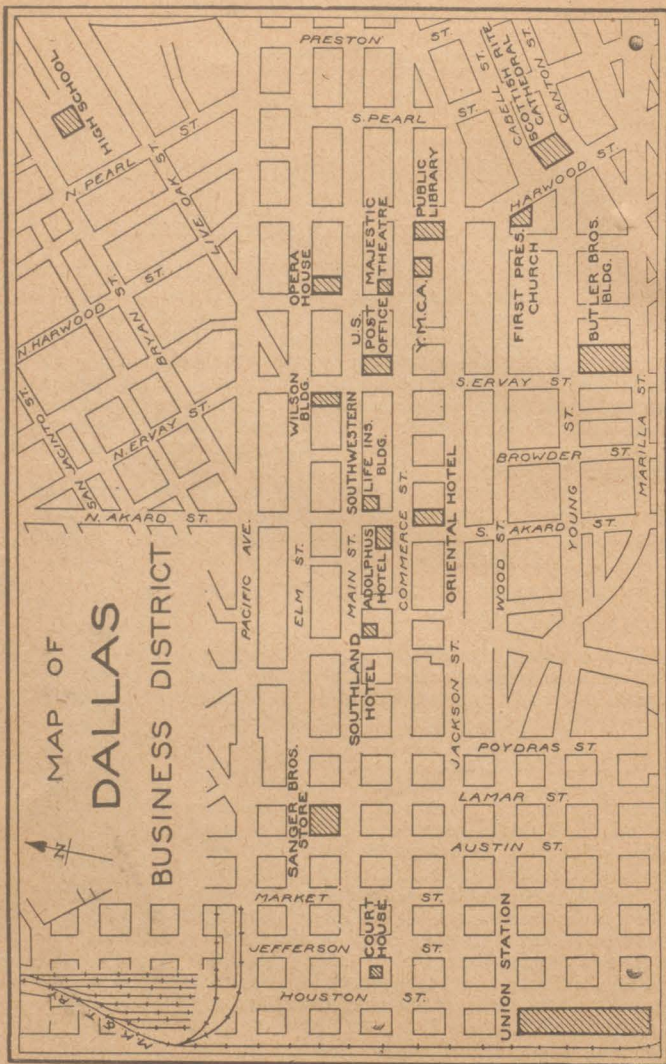 MAP OF
DALLAS
BUSINESS DISTRICT
N
HIGH SCHOOL
N. PEARL
ST.
LIVE OAK
ST.
N. HARWOOD
ST.
BRYAN
ST.
N. ERVAY
ST.
SAN JACINTO ST.
N. AKARD ST.
PACIFIC AVE.
ELM ST.
MAIN ST.
COMMERCE ST.
JACKSON ST.
WOOD ST.
YOUNG ST.
MARILLA ST.
CANTON ST.
CABELL ST.
PRESTON ST.
S. PEARL ST.
HARWOOD ST.
S. ERVAY ST.
BROWDER ST.
S. AKARD ST.
POYDRAS ST.
LAMAR ST.
AUSTIN ST.
MARKET ST.
JEFFERSON ST.
HOUSTON ST.
M.K. & T. RY.
OPERA
HOUSE
WILSON
BLDG.
U.S.
POST
OFFICE
MAJESTIC
THEATRE
PUBLIC
LIBRARY
Y.M.C.A.
SCOTTISH RITE
CATHEDRAL
FIRST PRES.
CHURCH
BUTLER BROS.
BLDG.
SOUTHWESTERN
LIFE INS.
BLDG.
ADOLPHUS
HOTEL
ORIENTAL HOTEL
SOUTHLAND
HOTEL
SANGER BROS.
STORE
COURT
HOUSE
UNION STATION